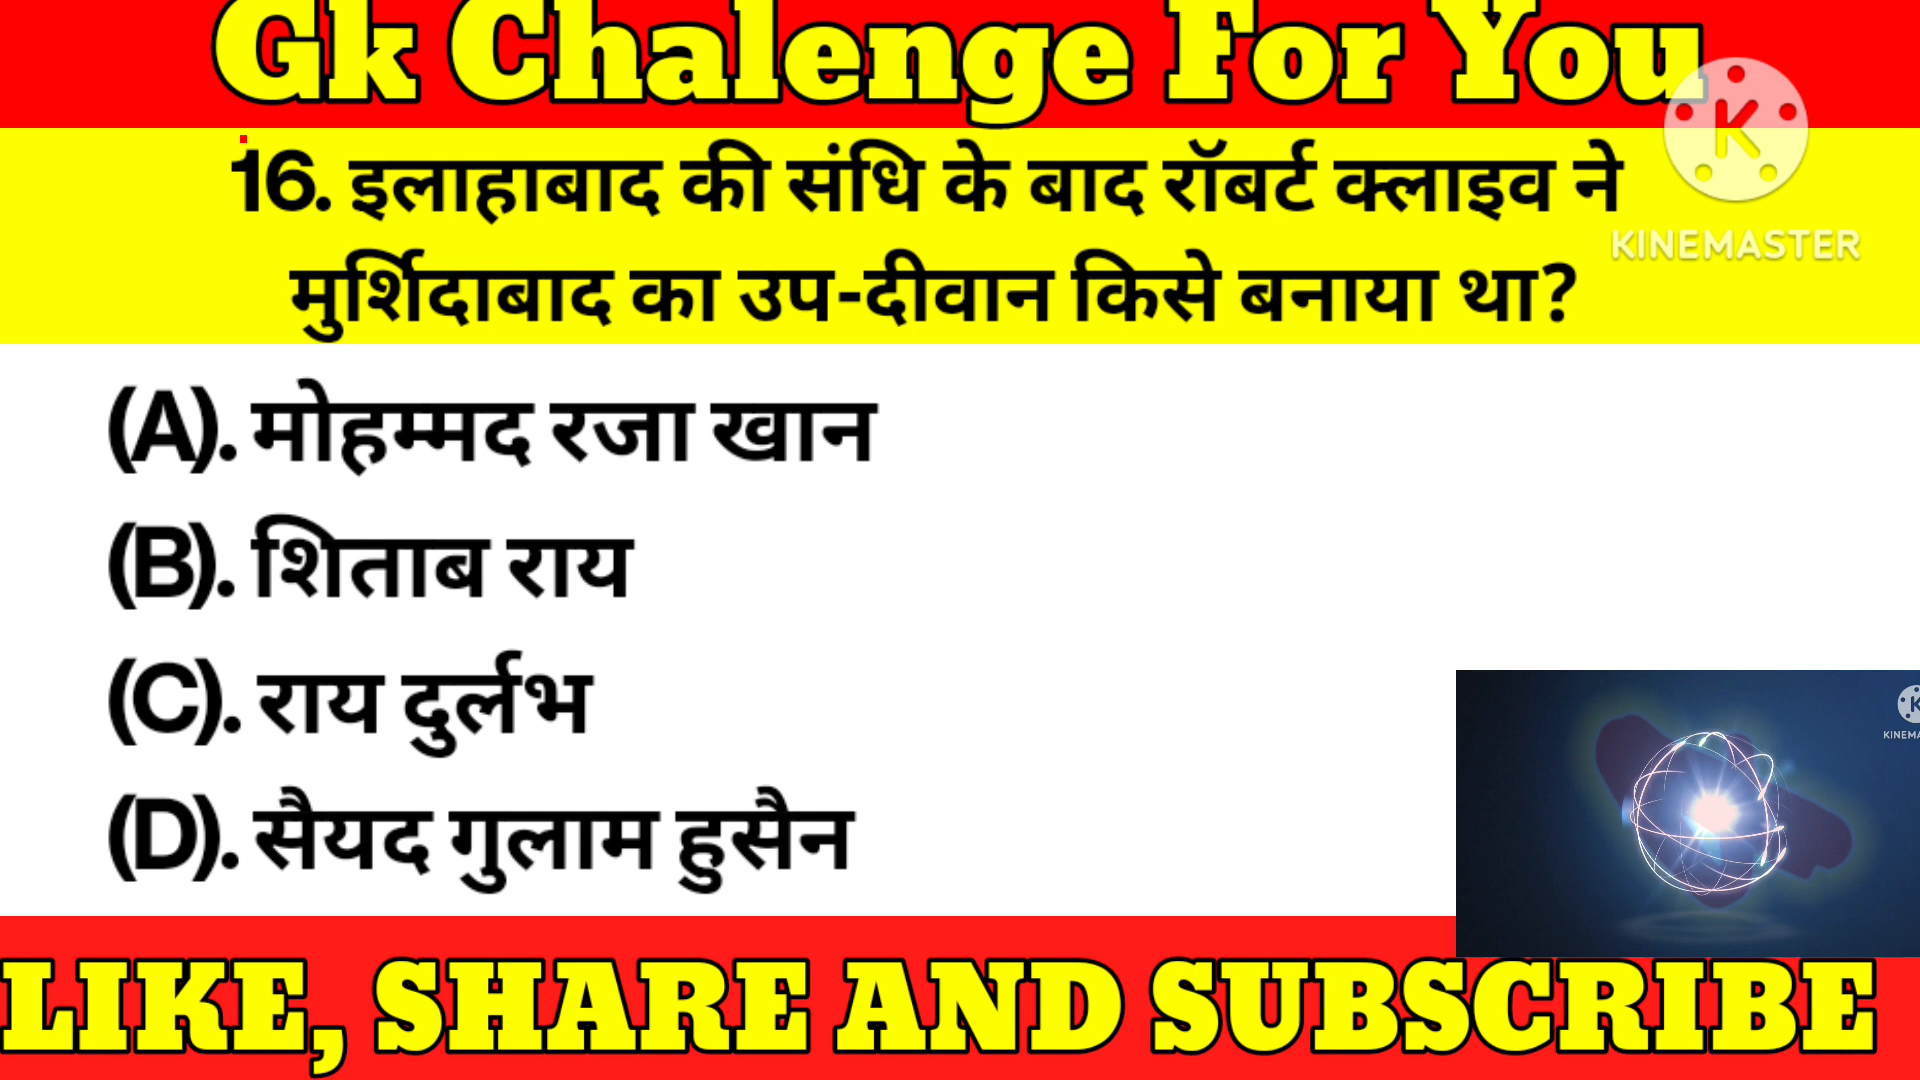 Gk Chalenge For You
16. इलाहाबाद की संधि के बाद रॉबर्ट क्लाइव ने
मुर्शिदाबाद का उप-दीवान किसे बनाया था?
KINEMASTER
(A). मोहम्मद रजा खान
(B). शिताब राय
(C). राय दुर्लभ
(D). सैयद गुलाम हुसैन
KINEMA
LIKE, SHARE AND SUBSCRIBE